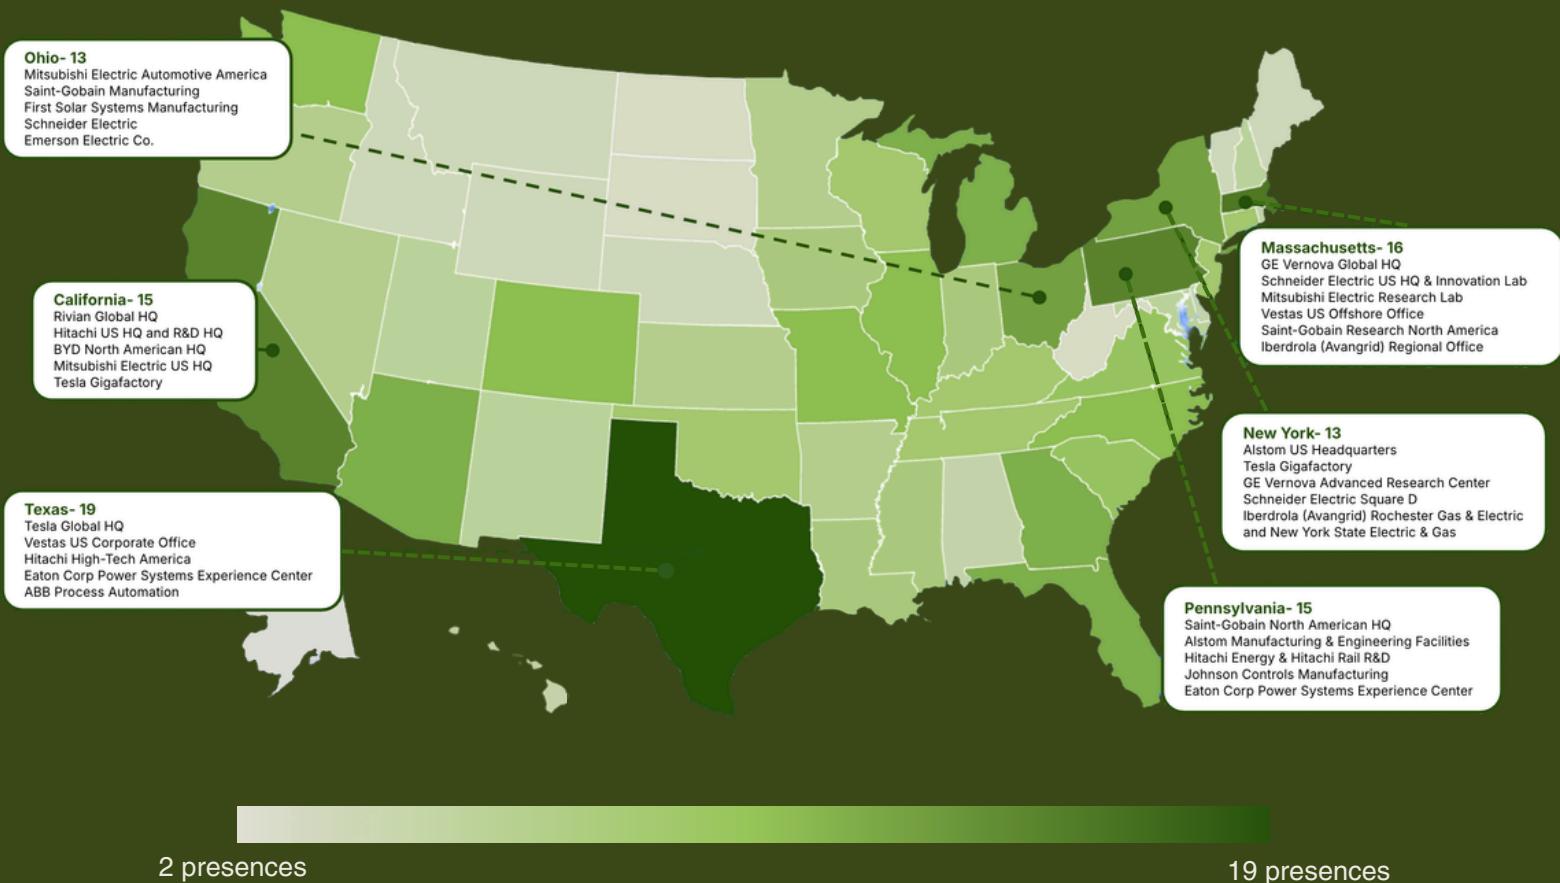 Ohio- 13
Mitsubishi Electric Automotive America
Saint-Gobain Manufacturing
First Solar Systems Manufacturing
Schneider Electric
Emerson Electric Co.
California- 15
Rivian Global HQ
Hitachi US HQ and R&D HQ
BYD North American HQ
Mitsubishi Electric US HQ
Tesla Gigafactory
Texas- 19
Tesla Global HQ
Vestas US Corporate Office
Hitachi High-Tech America
Eaton Corp Power Systems Experience Center
ABB Process Automation
Massachusetts- 16
GE Vernova Global HQ
Schneider Electric US HQ & Innovation Lab
Mitsubishi Electric Research Lab
Vestas US Offshore Office
Saint-Gobain Research North America
Iberdrola (Avangrid) Regional Office
New York- 13
Alstom US Headquarters
Tesla Gigafactory
GE Vernova Advanced Research Center
Schneider Electric Square D
Iberdrola (Avangrid) Rochester Gas & Electric
and New York State Electric & Gas
Pennsylvania- 15
Saint-Gobain North American HQ
Alstom Manufacturing & Engineering Facilities
Hitachi Energy & Hitachi Rail R&D
Johnson Controls Manufacturing
Eaton Corp Power Systems Experience Center
2 presences
19 presences